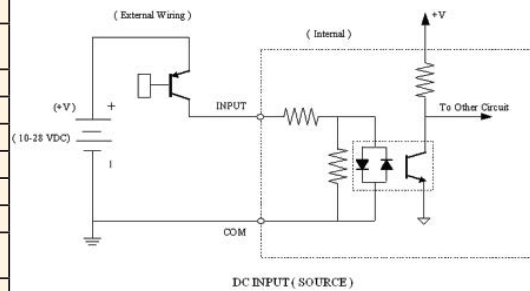 ( External Wiring )
+V
( Internal )
(+V)
+
INPUT
To Other Circuit
( 10-28 VDC)
−
COM
DC INPUT ( SOURCE )